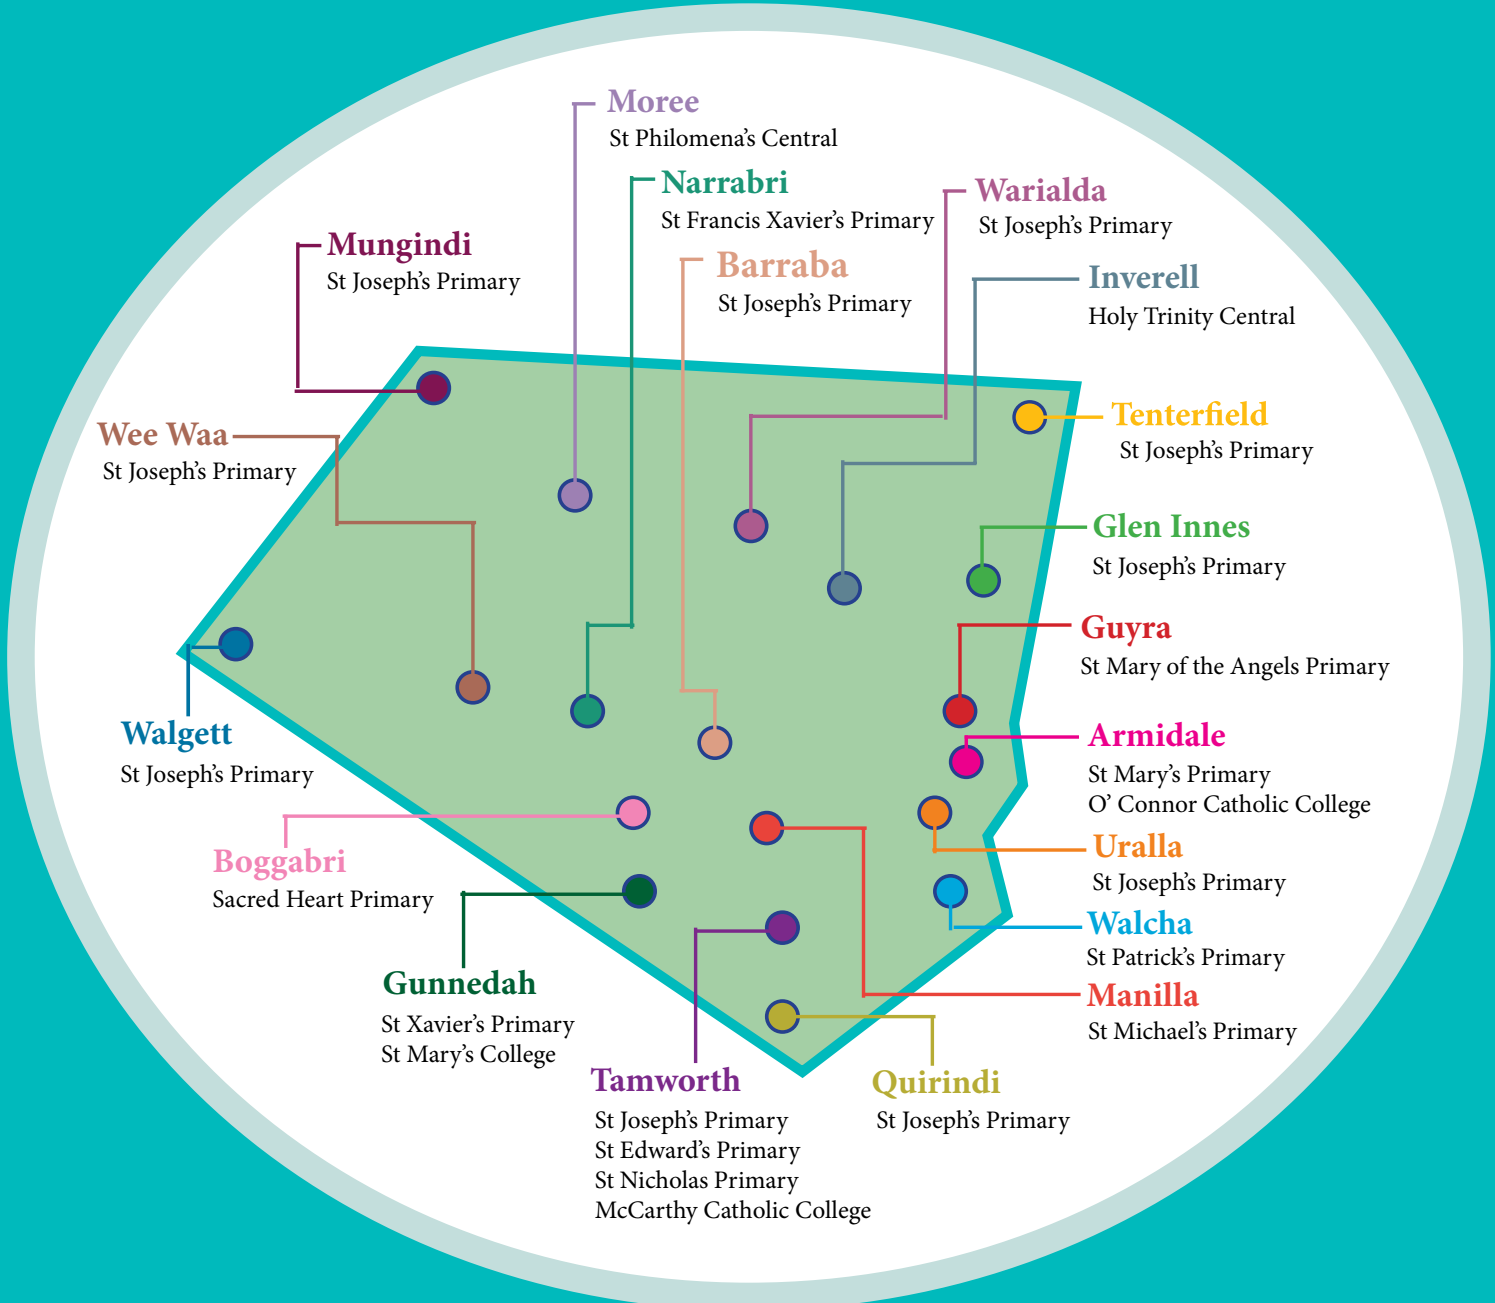 Moree
St Philomena's Central
Narrabri
St Francis Xavier's Primary
Warialda
St Joseph's Primary
Mungindi
St Joseph's Primary
Barraba
St Joseph's Primary
Inverell
Holy Trinity Central
Wee Waa
St Joseph's Primary
Tenterfield
St Joseph's Primary
Glen Innes
St Joseph's Primary
Guyra
St Mary of the Angels Primary
Walgett
St Joseph's Primary
Armidale
St Mary's Primary
O' Connor Catholic College
Boggabri
Sacred Heart Primary
Uralla
St Joseph's Primary
Walcha
St Patrick's Primary
Gunnedah
St Xavier's Primary
St Mary's College
Manilla
St Michael's Primary
Tamworth
St Joseph's Primary
St Edward's Primary
St Nicholas Primary
McCarthy Catholic College
Quirindi
St Joseph's Primary